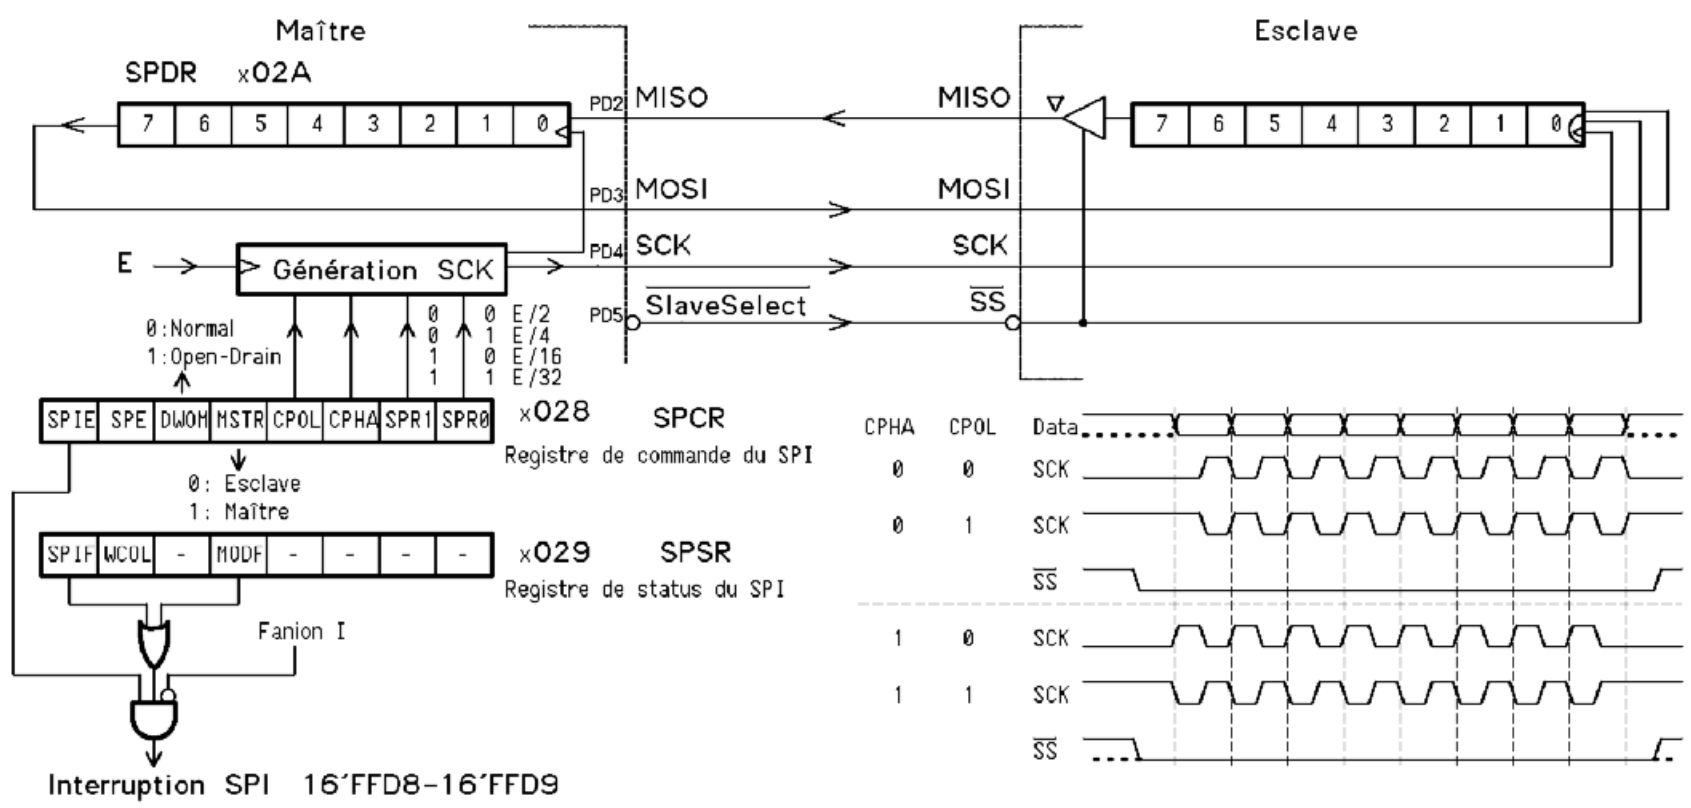 Maître
Esclave
SPDR x02A
7 6 5 4 3 2 1 0
PD2 MISO
MISO
7 6 5 4 3 2 1 0
PD3 MOSI
MOSI
E
Génération SCK
PD4 SCK
SCK
PD5 SlaveSelect
SS
0:Normal
1:Open-Drain
0 0 E/2
0 1 E/4
1 0 E/16
1 1 E/32
SPIE SPE DWOM MSTR CPOL CPHA SPR1 SPR0
x028 SPCR
Registre de commande du SPI
0: Esclave
1: Maître
SPIF WCOL - MODF - - - -
x029 SPSR
Registre de status du SPI
Fanion I
Interruption SPI 16'FFD8-16'FFD9
CPHA CPOL Data
0 0 SCK
0 1 SCK
SS
1 0 SCK
1 1 SCK
SS